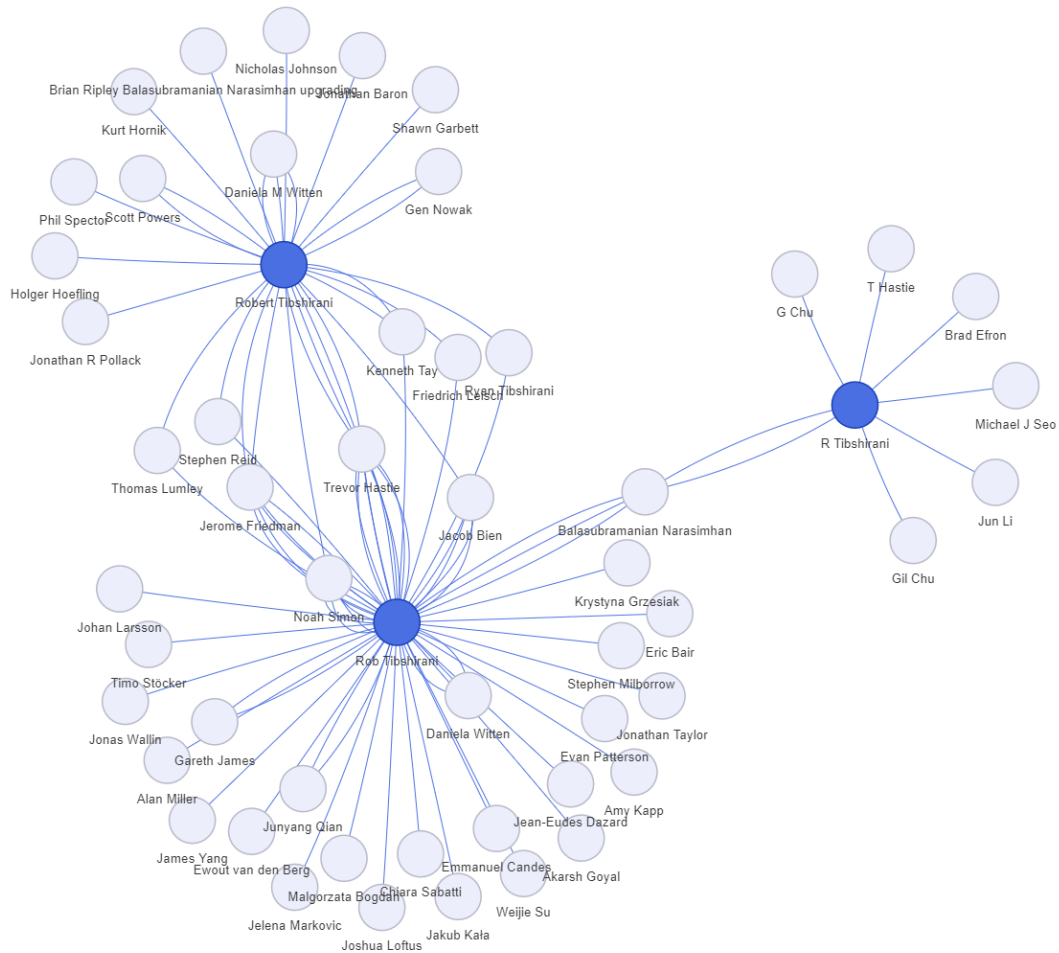 Nicholas Johnson
Brian Ripley Balasubramanian Narasimhan upgrading
Jonathan Baron
Kurt Hornik
Shawn Garbett
Daniela M Witten
Gen Nowak
Phil Spector
Scott Powers
Holger Hoefling
Robert Tibshirani
G Chu
T Hastie
Brad Efron
Jonathan R Pollack
Kenneth Tay
Friedrich Leisch
Ryan Tibshirani
Michael J Seo
R Tibshirani
Stephen Reid
Thomas Lumley
Trevor Hastie
Jerome Friedman
Jacob Bien
Balasubramanian Narasimhan
Jun Li
Gil Chu
Krystyna Grzesiak
Noah Simon
Johan Larsson
Eric Bair
Rob Tibshirani
Timo Stöcker
Stephen Milborrow
Jonas Wallin
Daniela Witten
Jonathan Taylor
Gareth James
Evan Patterson
Alan Miller
Amy Kapp
Junyang Qian
Jean-Eudes Dazard
James Yang
Ewout van den Berg
Emmanuel Candes
Akarsh Goyal
Malgorzata Bogdan
Chiara Sabatti
Weijie Su
Jelena Markovic
Joshua Loftus
Jakub Kała